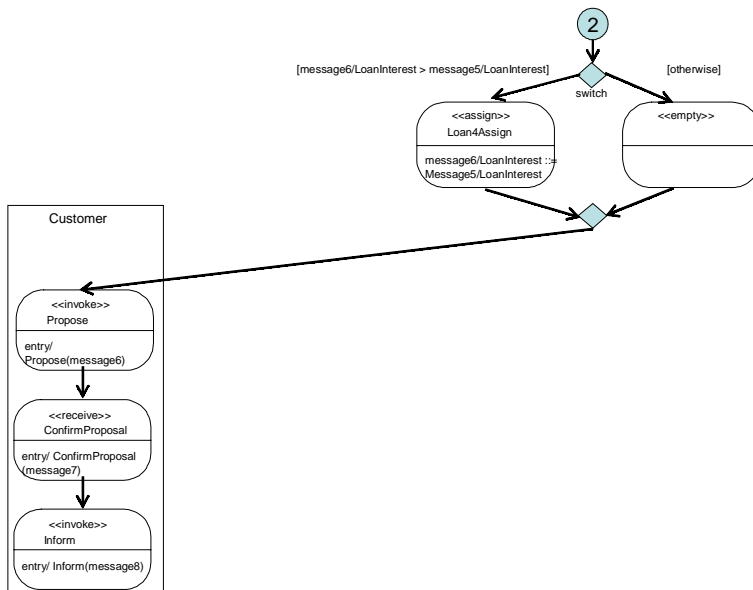 2
[message6/LoanInterest > message5/LoanInterest]
[otherwise]
switch
<<assign>>
Loan4Assign
message6/LoanInterest ::=
Message5/LoanInterest
<<empty>>
Customer
<<invoke>>
Propose
entry/
Propose(message6)
<<receive>>
ConfirmProposal
entry/ ConfirmProposal
(message7)
<<invoke>>
Inform
entry/ Inform(message8)